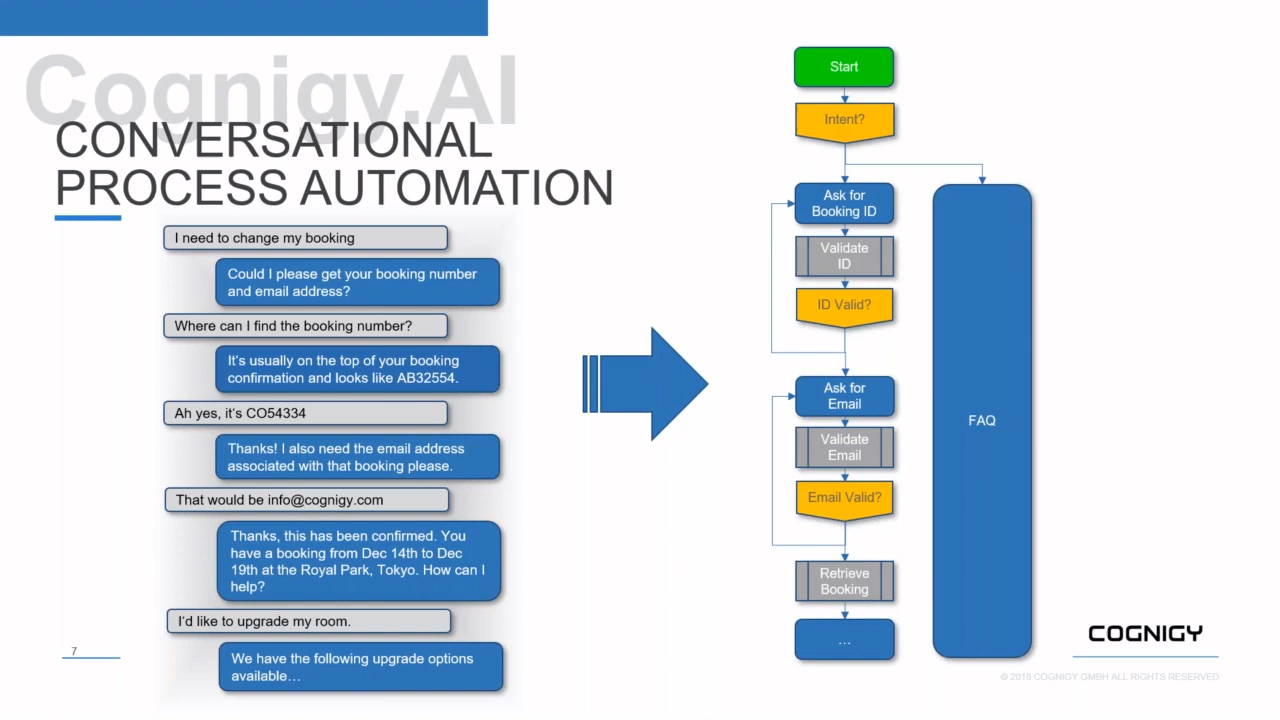 Cognigy.AI
CONVERSATIONAL
PROCESS AUTOMATION
I need to change my booking
Could I please get your booking number
and email address?
Where can I find the booking number?
It's usually on the top of your booking
confirmation and looks like AB32554.
Ah yes, it's CO54334
Thanks! I also need the email address
associated with that booking please.
That would be info@cognigy.com
Thanks, this has been confirmed. You
have a booking from Dec 14th to Dec
19th at the Royal Park, Tokyo. How can I
help?
I'd like to upgrade my room.
We have the following upgrade options
available…
7
Start
Intent?
Ask for
Booking ID
Validate
ID
ID Valid?
Ask for
Email
Validate
Email
Email Valid?
Retrieve
Booking
…
FAQ
COGNIGY
© 2018 COGNIGY GMBH ALL RIGHTS RESERVED